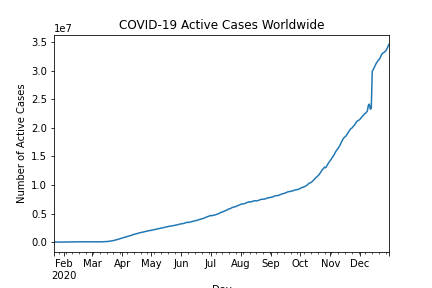 COVID-19 Active Cases Worldwide
1e7
3.5
3.0
2.5
2.0
1.5
1.0
0.5
0.0
Number of Active Cases
Feb Mar Apr May Jun Jul Aug Sep Oct Nov Dec
2020